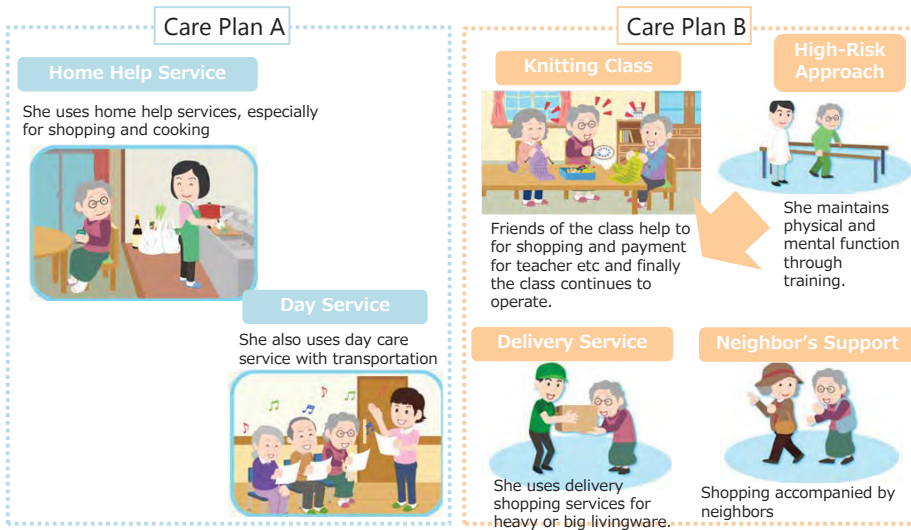 Care Plan A
Home Help Service
She uses home help services, especially
for shopping and cooking
Day Service
She also uses day care
service with transportation
Care Plan B
Knitting Class
Friends of the class help to
for shopping and payment
for teacher etc and finally
the class continues to
operate.
High-Risk
Approach
She maintains
physical and
mental function
through
training.
Delivery Service
She uses delivery
shopping services for
heavy or big livingware.
Neighbor's Support
Shopping accompanied by
neighbors